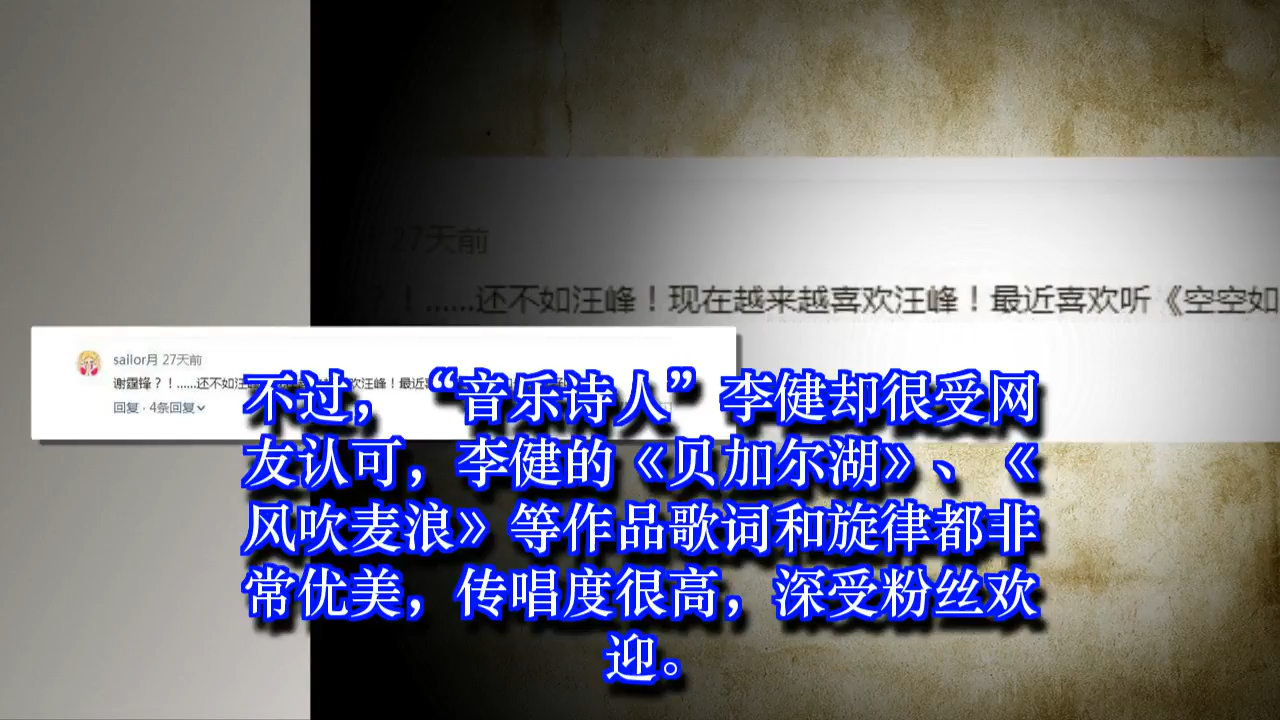 27天前
！......还不如汪峰！现在越来越喜欢汪峰！最近喜欢听《空空如
sailor月 27天前
谢霆锋？！......还不如汪
欢汪峰！最近
回复 · 4条回复
不过，“音乐诗人”李健却很受网
友认可，李健的《贝加尔湖》、《
风吹麦浪》等作品歌词和旋律都非
常优美，传唱度很高，深受粉丝欢
迎。